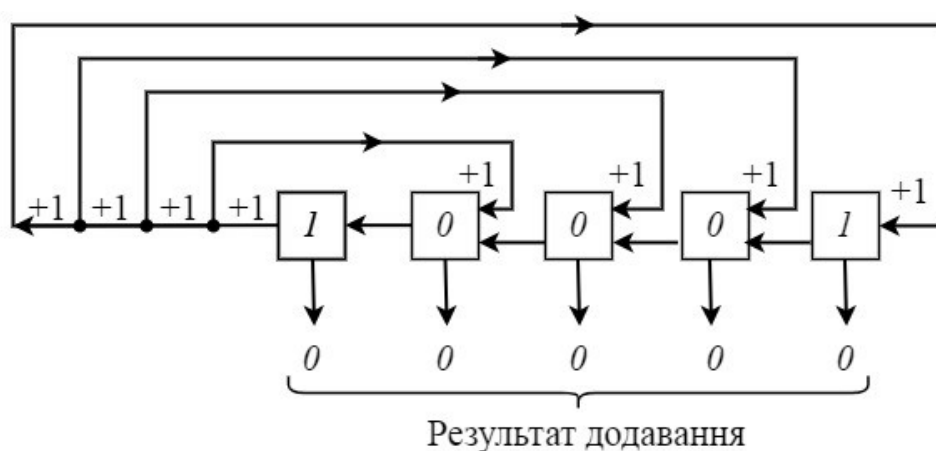 +1 +1 +1 +1
+1 +1 +1 +1
1 0 0 0 1
0 0 0 0 0
Результат додавання